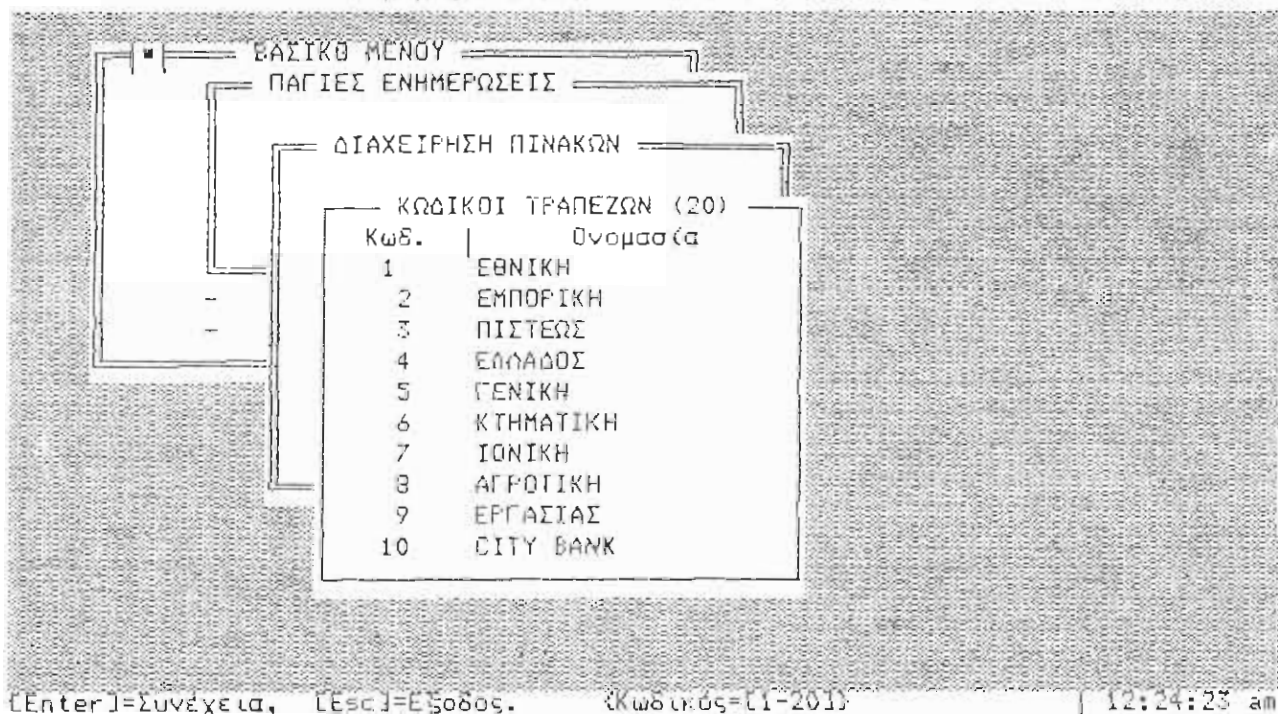 ΒΑΣΙΚΟ ΜΕΝΟΥ
ΠΑΓΙΕΣ ΕΝΗΜΕΡΩΣΕΙΣ
ΔΙΑΧΕΙΡΗΣΗ ΠΙΝΑΚΩΝ
ΚΩΔΙΚΟΙ ΤΡΑΠΕΖΩΝ (20)
Κωδ. | Ονομασία
1 ΕΘΝΙΚΗ
2 ΕΜΠΟΡΙΚΗ
3 ΠΙΣΤΕΩΣ
4 ΕΛΛΑΔΟΣ
5 ΓΕΝΙΚΗ
6 ΚΤΗΜΑΤΙΚΗ
7 ΙΟΝΙΚΗ
8 ΑΓΡΟΤΙΚΗ
9 ΕΡΓΑΣΙΑΣ
10 CITY BANK
[Enter]=Συνέχεια, [Esc]=Εξοδος. {Κωδικός=[1-20]} | 12:24:23 am